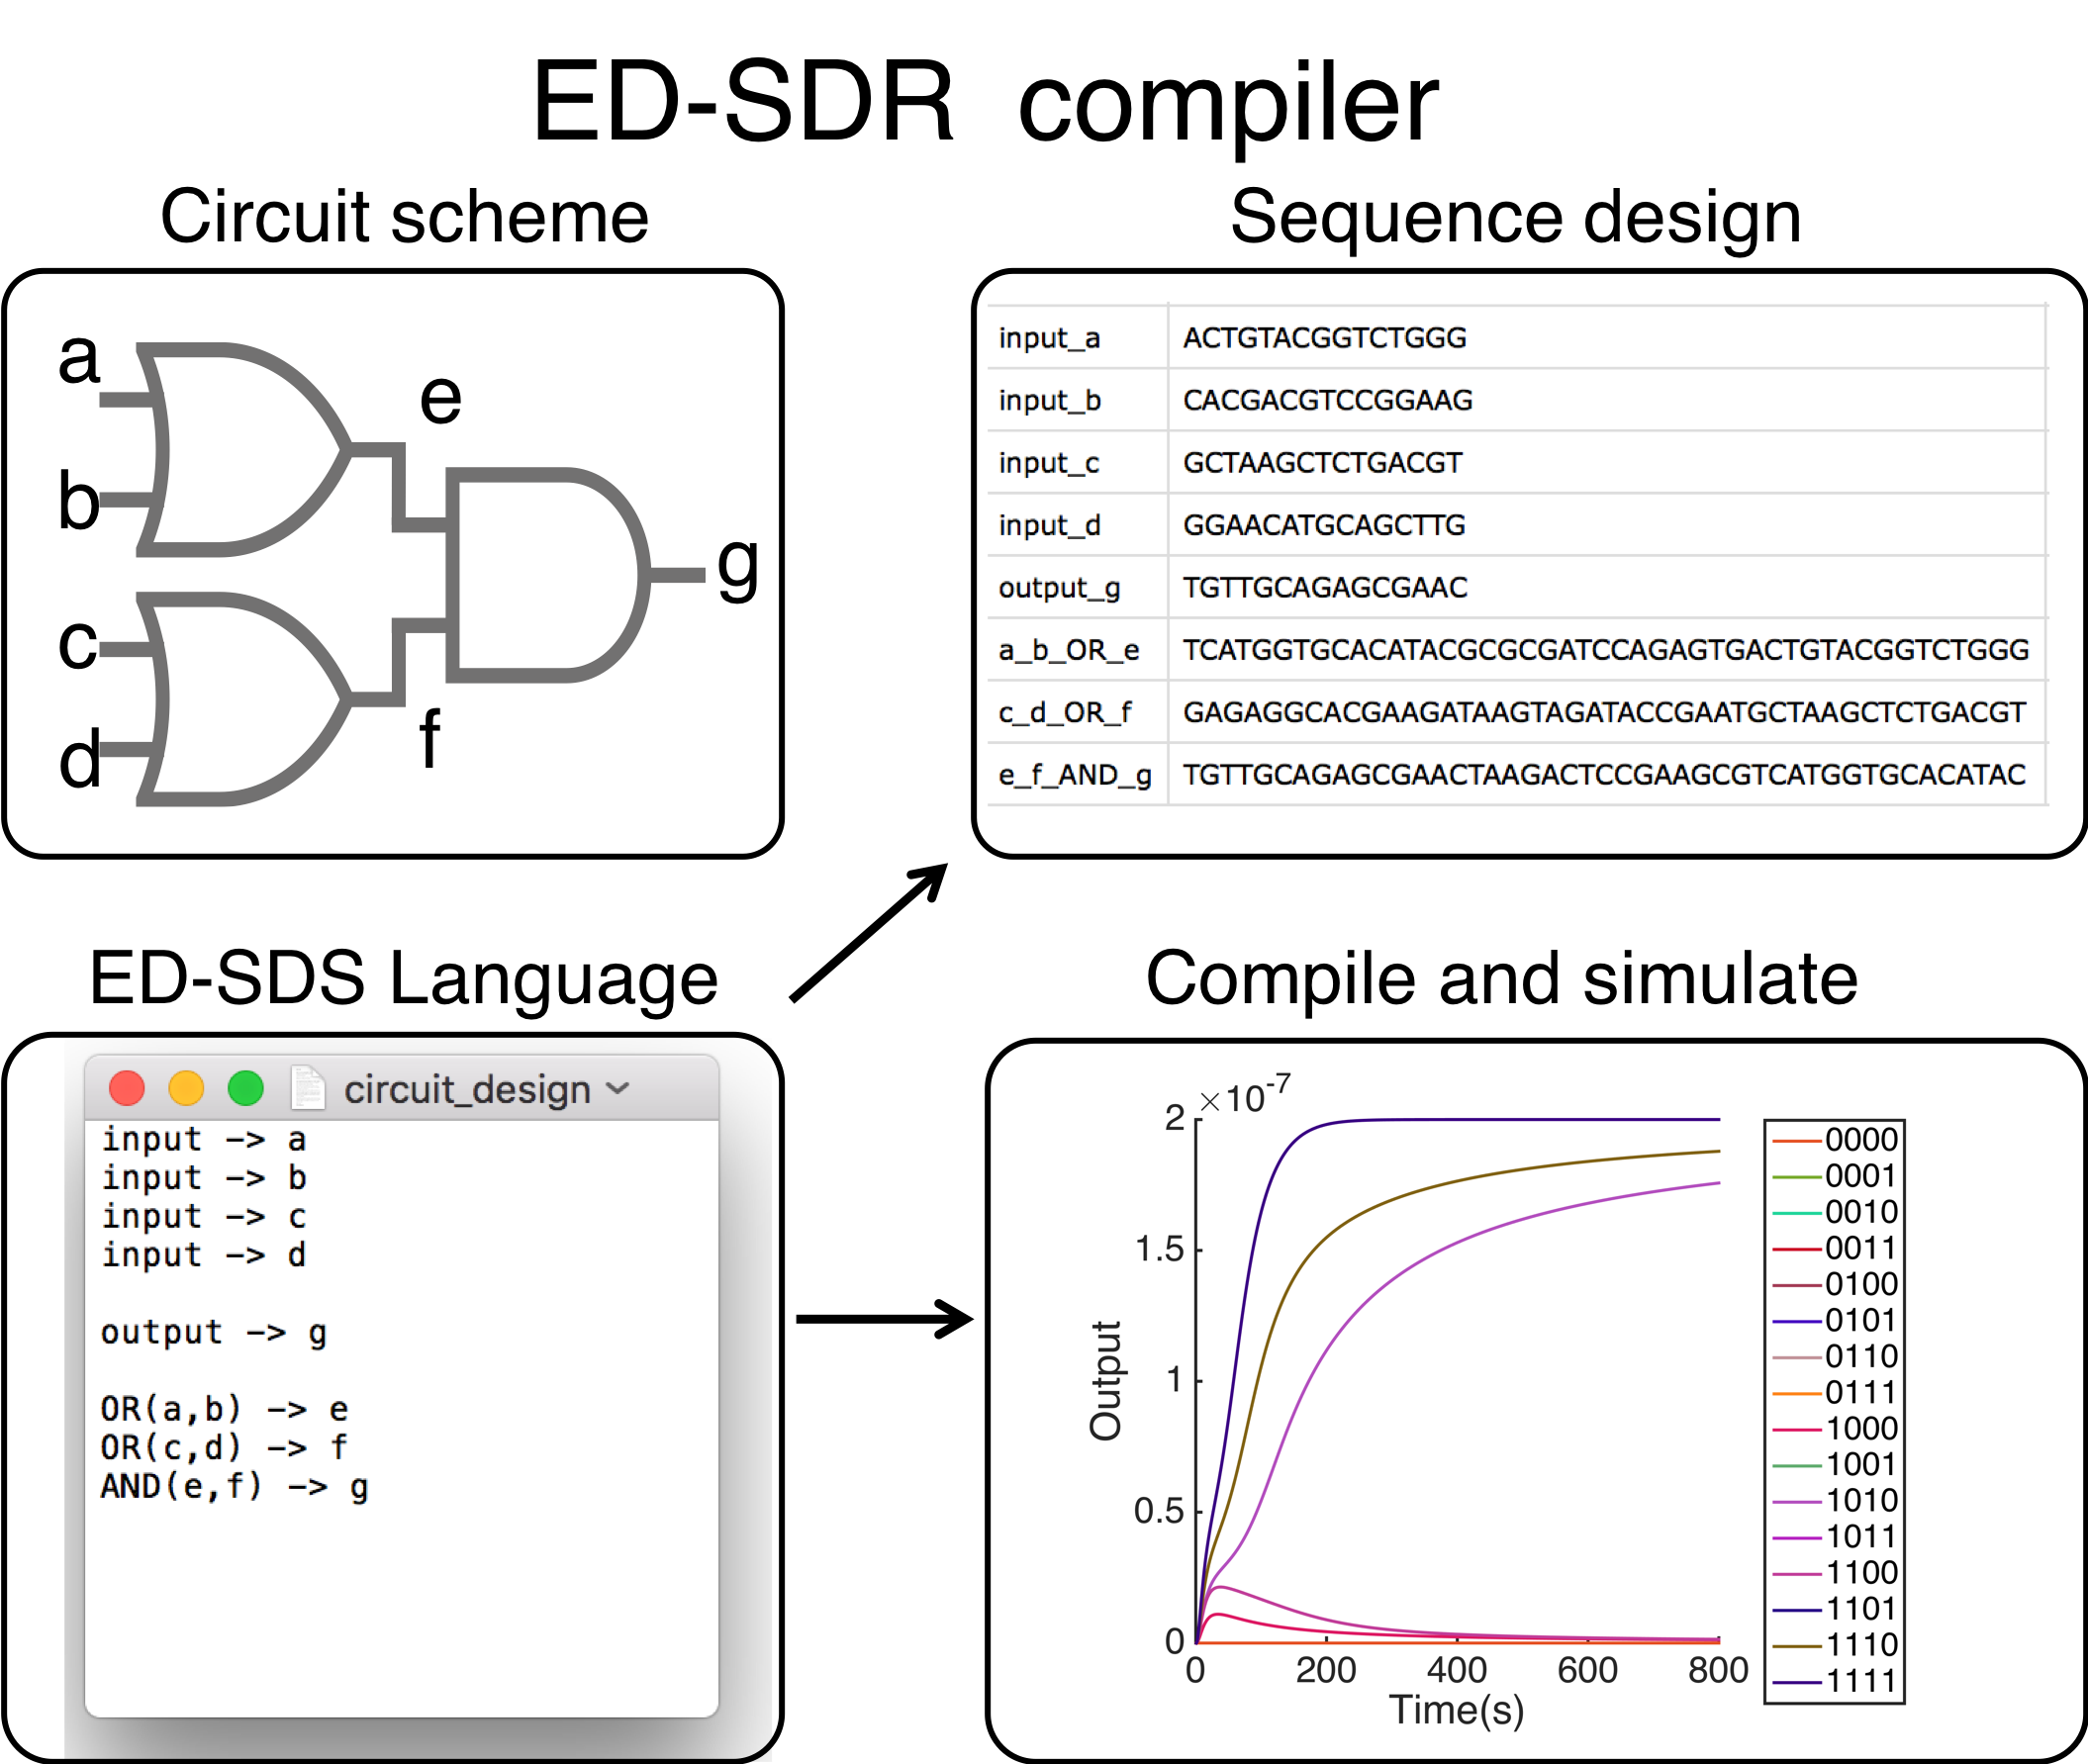 ED-SDR compiler
Circuit scheme
a
b
c
d
e
f
g
Sequence design
input_a ACTGTACGGTCTGGG
input_b CACGACGTCCGGAAG
input_c GCTAAGCTCTGACGT
input_d GGAACATGCAGCTTG
output_g TGTTGCAGAGCGAAC
a_b_OR_e TCATGGTGCACATACGCGCGATCCAGAGTGACTGTACGGTCTGGG
c_d_OR_f GAGAGGCACGAAGATAAGTAGATACCGAATGCTAAGCTCTGACGT
e_f_AND_g TGTTGCAGAGCGAACTAAGACTCCGAAGCGTCATGGTGCACATAC
ED-SDS Language
circuit_design
input -> a
input -> b
input -> c
input -> d
output -> g
OR(a,b) -> e
OR(c,d) -> f
AND(e,f) -> g
Compile and simulate
×10⁻⁷
2
1.5
1
0.5
0
Output
0 200 400 600 800
Time(s)
0000
0001
0010
0011
0100
0101
0110
0111
1000
1001
1010
1011
1100
1101
1110
1111